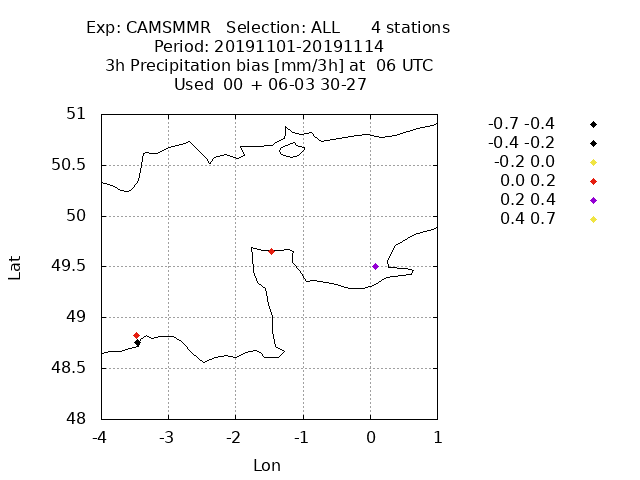 Exp: CAMSMMR   Selection: ALL      4 stations
Period: 20191101-20191114
3h Precipitation bias [mm/3h] at  06 UTC
Used  00 + 06-03 30-27
51
50.5
50
49.5
49
48.5
48
Lat
-4 -3 -2 -1 0 1
Lon
-0.7 -0.4
-0.4 -0.2
-0.2 0.0
0.0 0.2
0.2 0.4
0.4 0.7